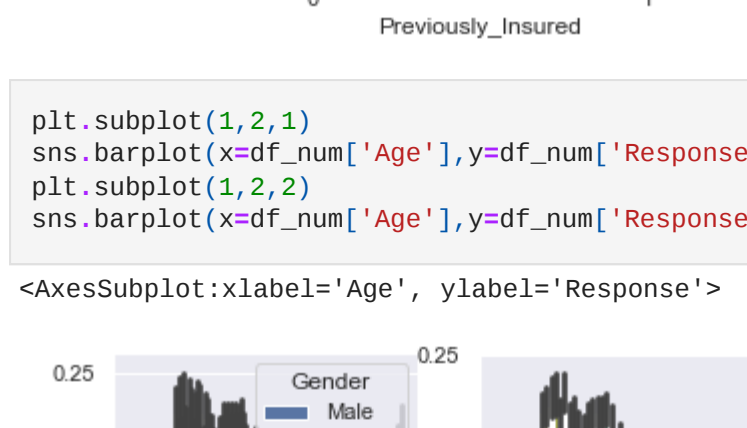 Previously_Insured
plt.subplot(1,2,1)
sns.barplot(x=df_num['Age'],y=df_num['Response
plt.subplot(1,2,2)
sns.barplot(x=df_num['Age'],y=df_num['Response
<AxesSubplot:xlabel='Age', ylabel='Response'>
0.25
0.25
Gender
Male